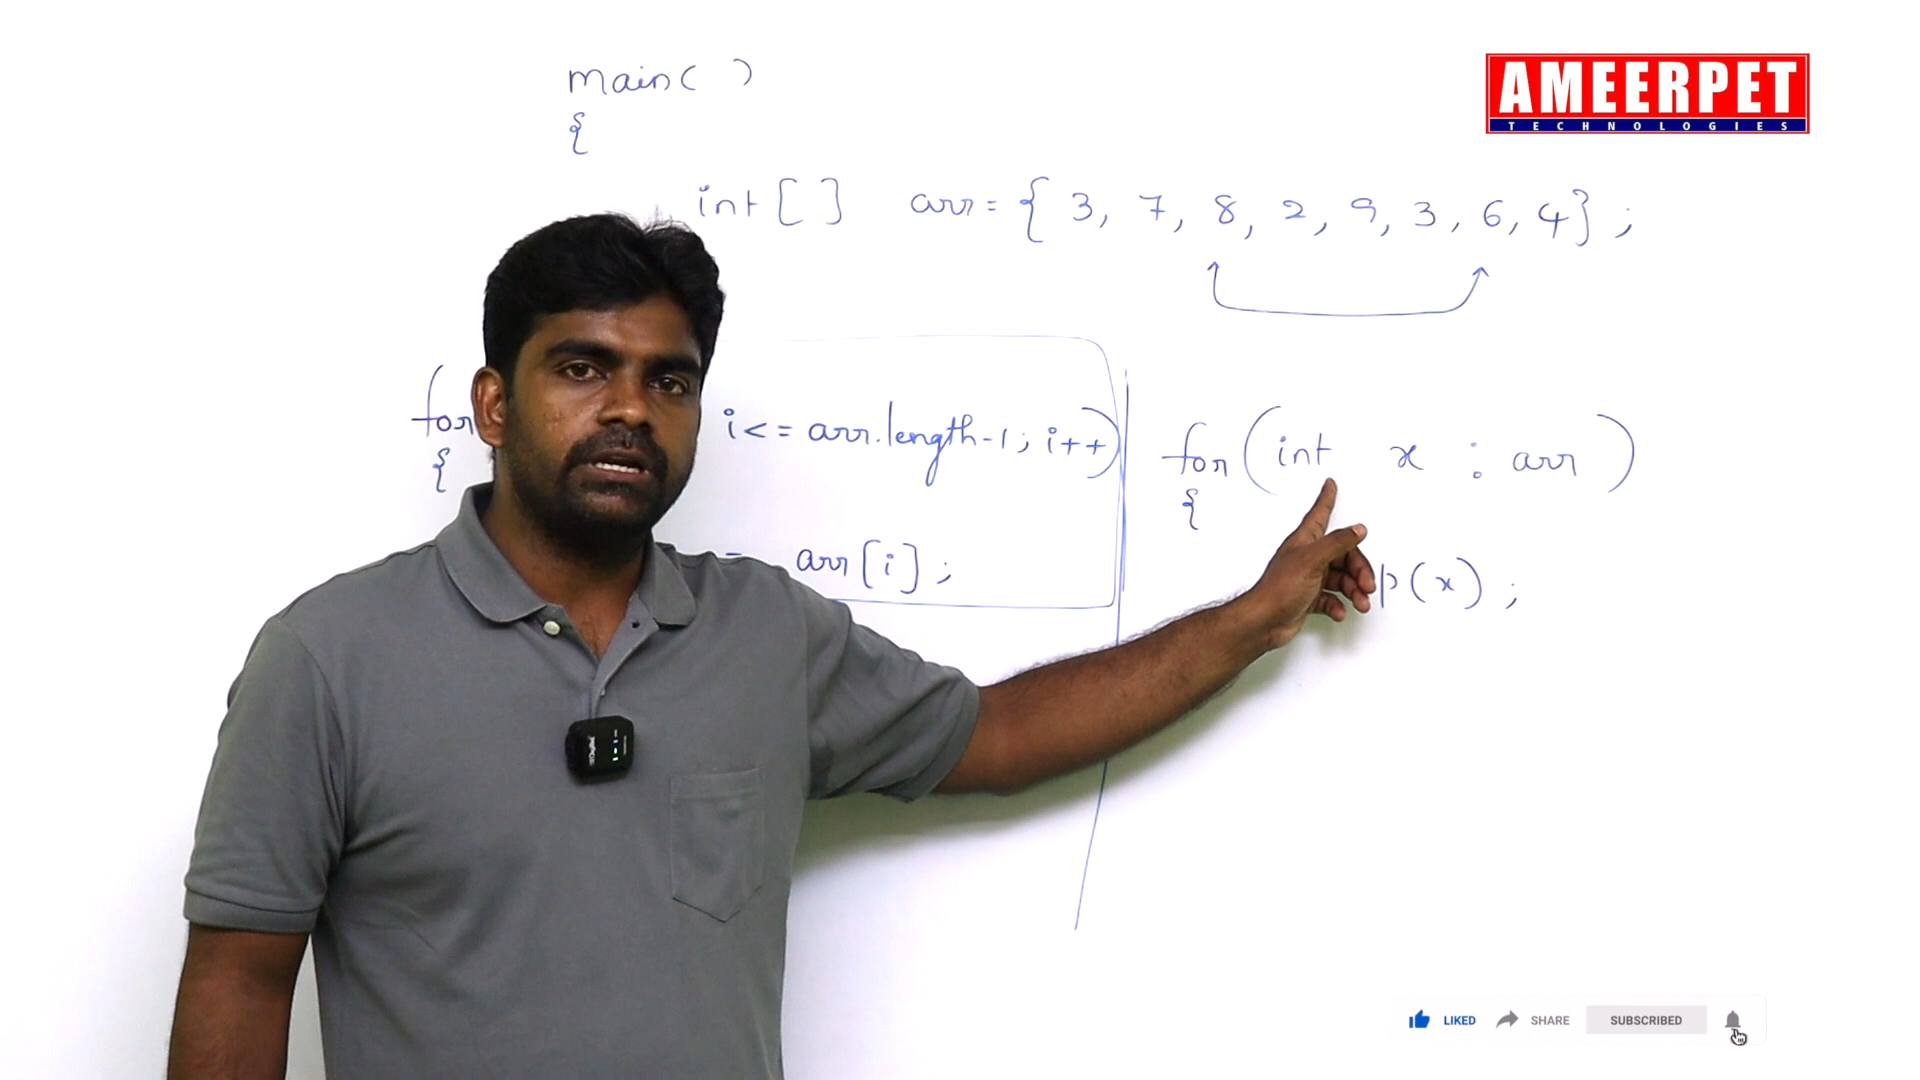 main( )
{
int [ ] arr = { 3, 7, 8, 2, 9, 3, 6, 4} ;
for i<= arr.length-1; i++)
{
= arr[i] ;
for (int x : arr )
{
p(x) ;
AMEERPET
TECHNOLOGIES
LIKED SHARE SUBSCRIBED